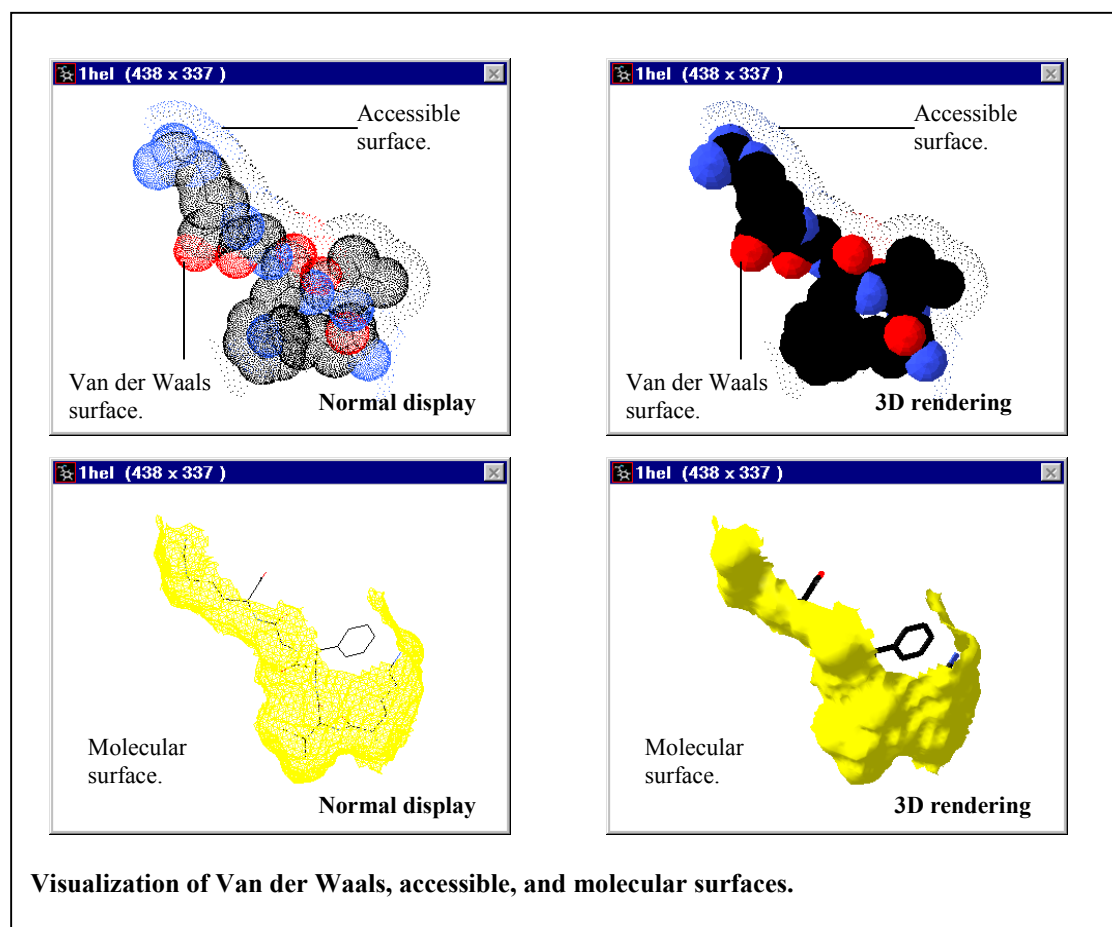 1hel (438 x 337 )
Accessible
surface.
Van der Waals
surface.
Normal display
1hel (438 x 337 )
Accessible
surface.
Van der Waals
surface.
3D rendering
1hel (438 x 337 )
Molecular
surface.
Normal display
1hel (438 x 337 )
Molecular
surface.
3D rendering
Visualization of Van der Waals, accessible, and molecular surfaces.